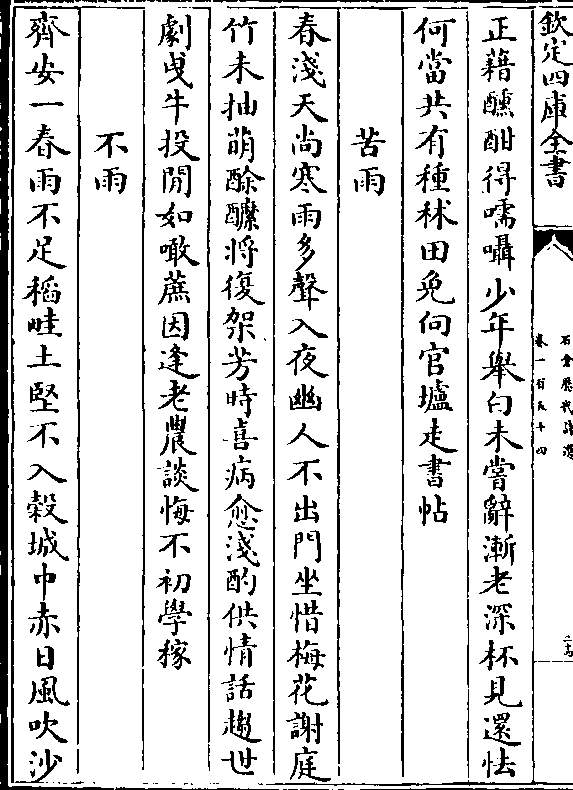 欽定四庫全書
石倉歷代詩選
卷一百五十四
正藉醺酣得嚅囁少年舉白未嘗辭漸老深杯見還怯
何當共有種秫田免向官壚走書帖
苦雨
春淺天尚寒雨多聲入夜幽人不出門坐惜梅花謝庭
竹未抽萌酴醿將復架芳時喜病愈淺酌供情話趨世
劇曵牛投閒如噉蔗因逢老農談悔不初學稼
不雨
齊安一春雨不足稻畦土堅不入榖城中赤日風吹沙